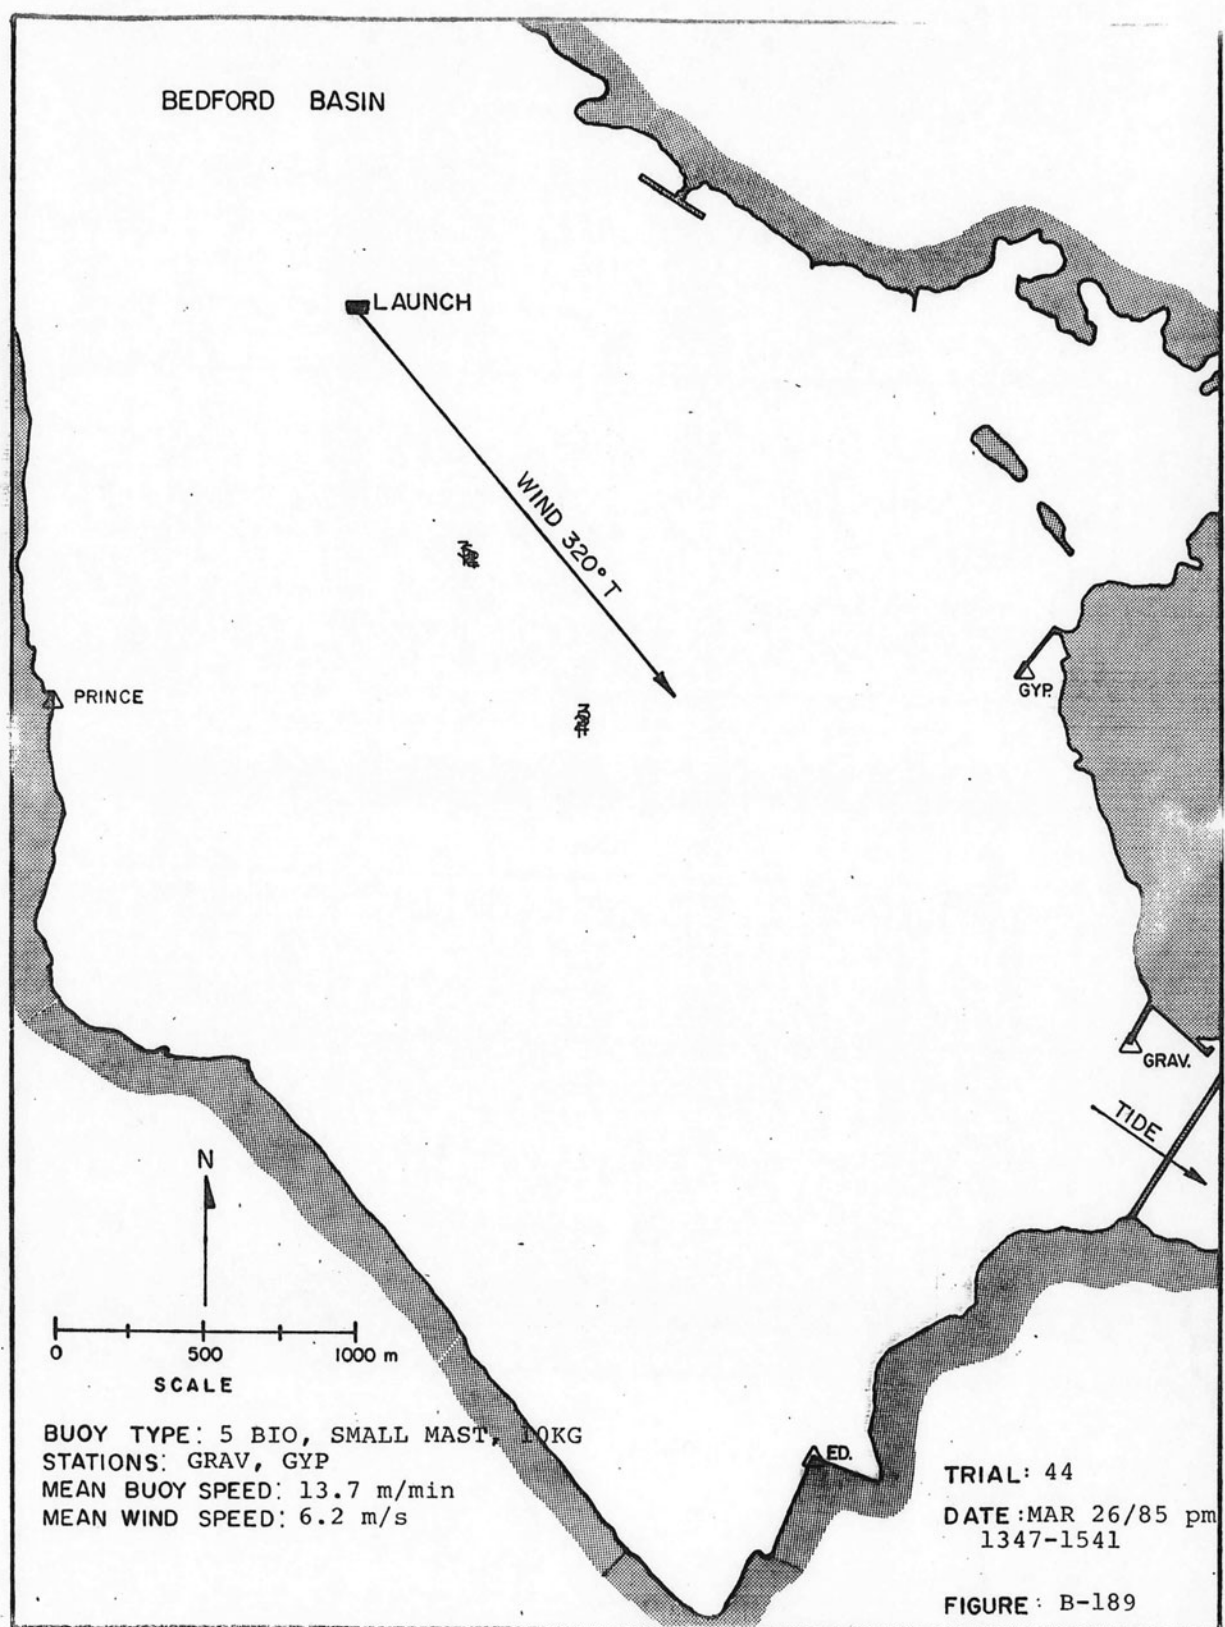 BEDFORD BASIN
LAUNCH
WIND 320° T
PRINCE
GYP.
GRAV.
TIDE
N
0 500 1000 m
SCALE
ED.
BUOY TYPE: 5 BIO, SMALL MAST, 10KG
STATIONS: GRAV, GYP
MEAN BUOY SPEED: 13.7 m/min
MEAN WIND SPEED: 6.2 m/s
TRIAL: 44
DATE: MAR 26/85 pm
1347-1541
FIGURE: B-189